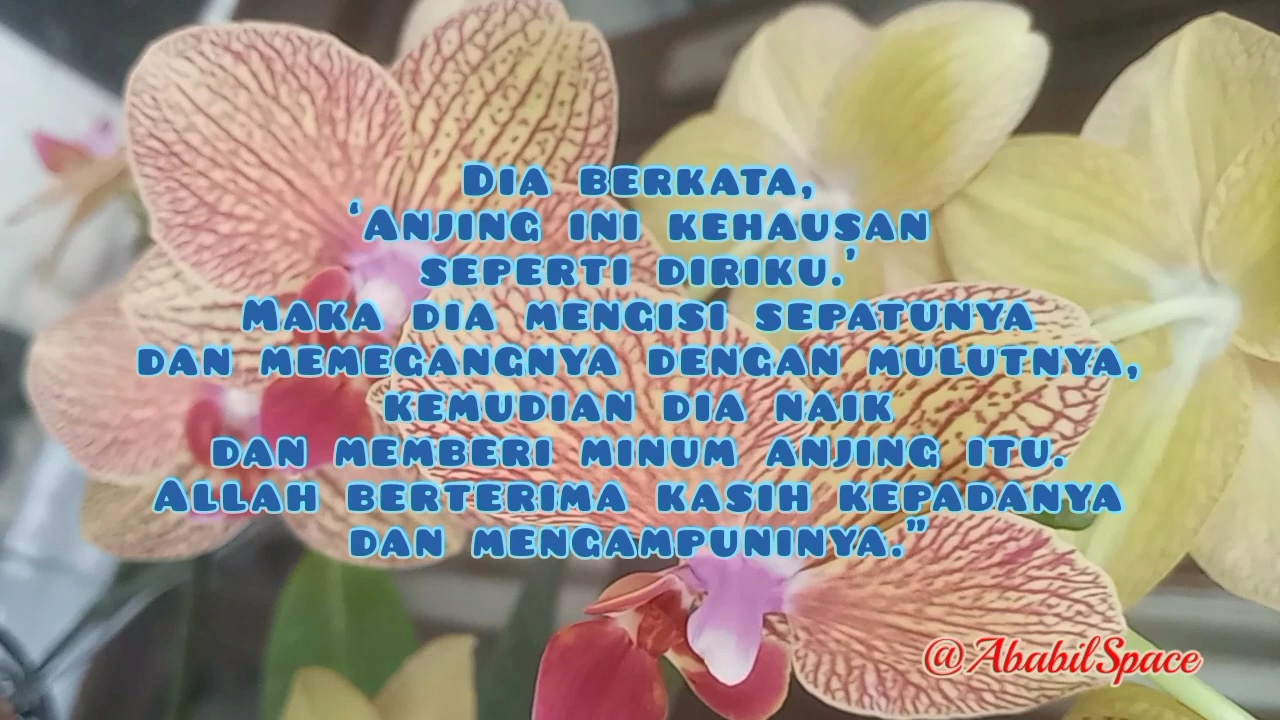 Dia berkata,
‘Anjing ini kehausan
seperti diriku.’
Maka dia mengisi sepatunya
dan memegangnya dengan mulutnya,
kemudian dia naik
dan memberi minum anjing itu.
Allah berterima kasih kepadanya
dan mengampuninya.”
@AbabilSpace